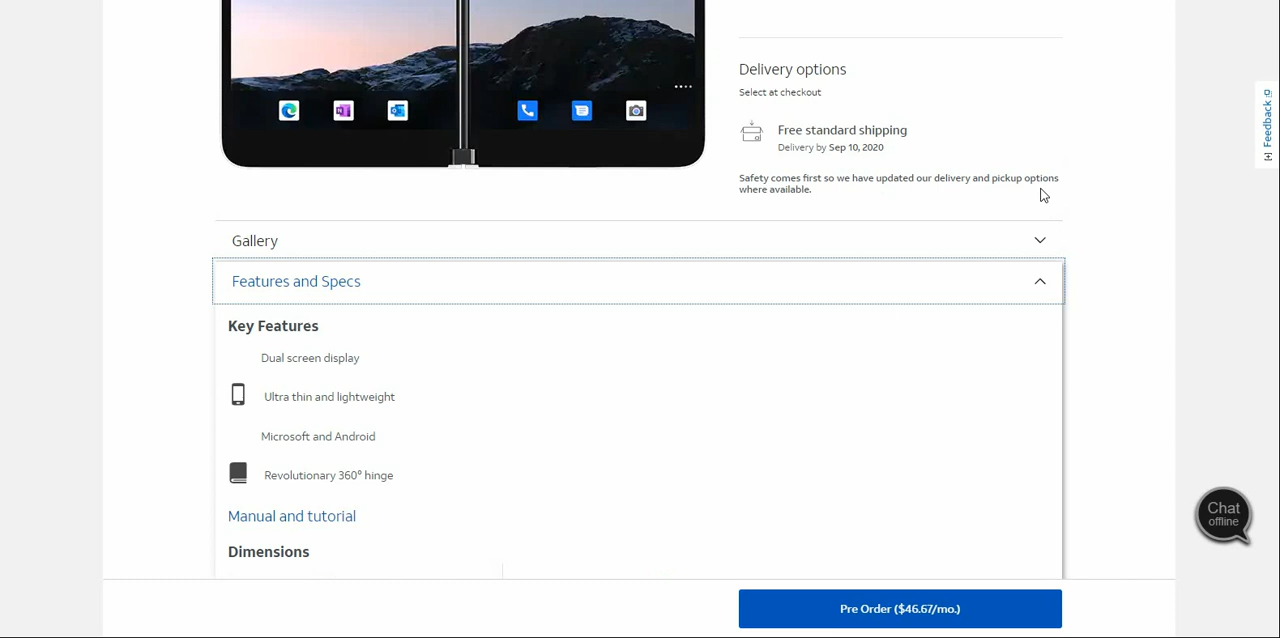 Delivery options
Select at checkout
Free standard shipping
Delivery by Sep 10, 2020
Safety comes first so we have updated our delivery and pickup options
where available.
[+] Feedback
Gallery
Features and Specs
Key Features
Dual screen display
Ultra thin and lightweight
Microsoft and Android
Revolutionary 360º hinge
Manual and tutorial
Dimensions
Chat
offline
Pre Order ($46.67/mo.)